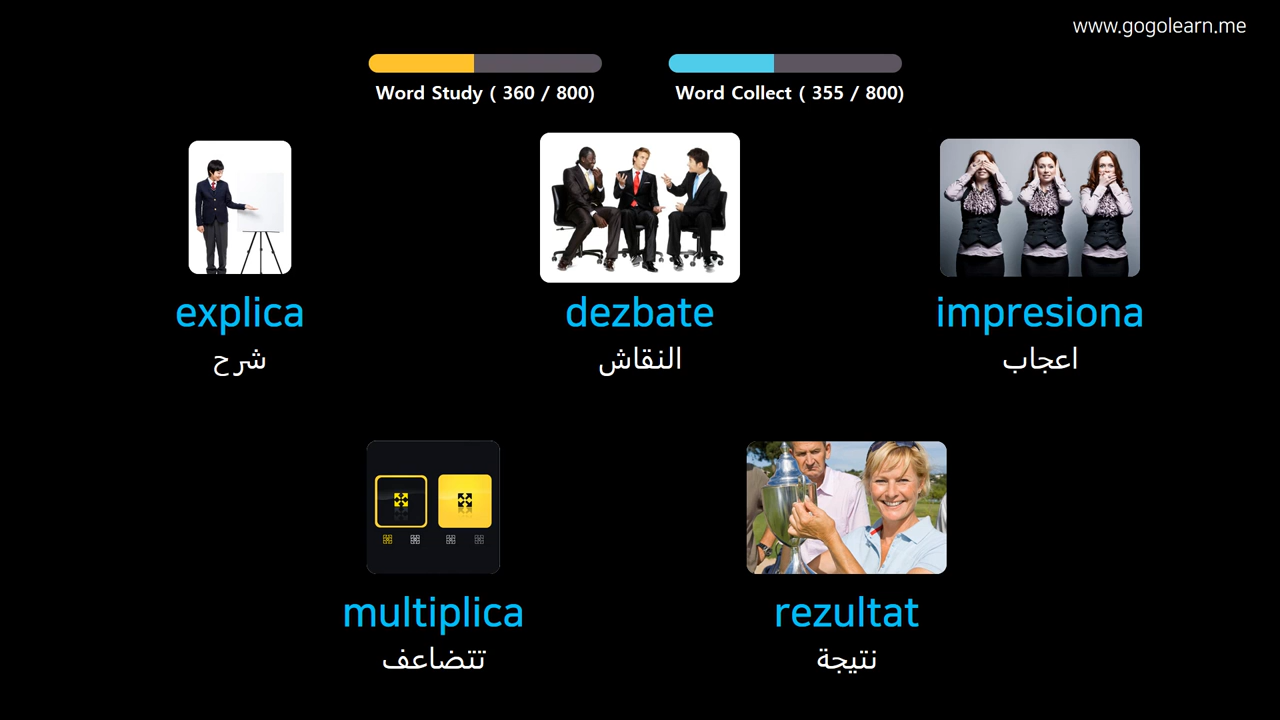 www.gogolearn.me
Word Study ( 360 / 800)
Word Collect ( 355 / 800)
explica
شرح
dezbate
النقاش
impresiona
اعجاب
multiplica
تتضاعف
rezultat
نتيجة